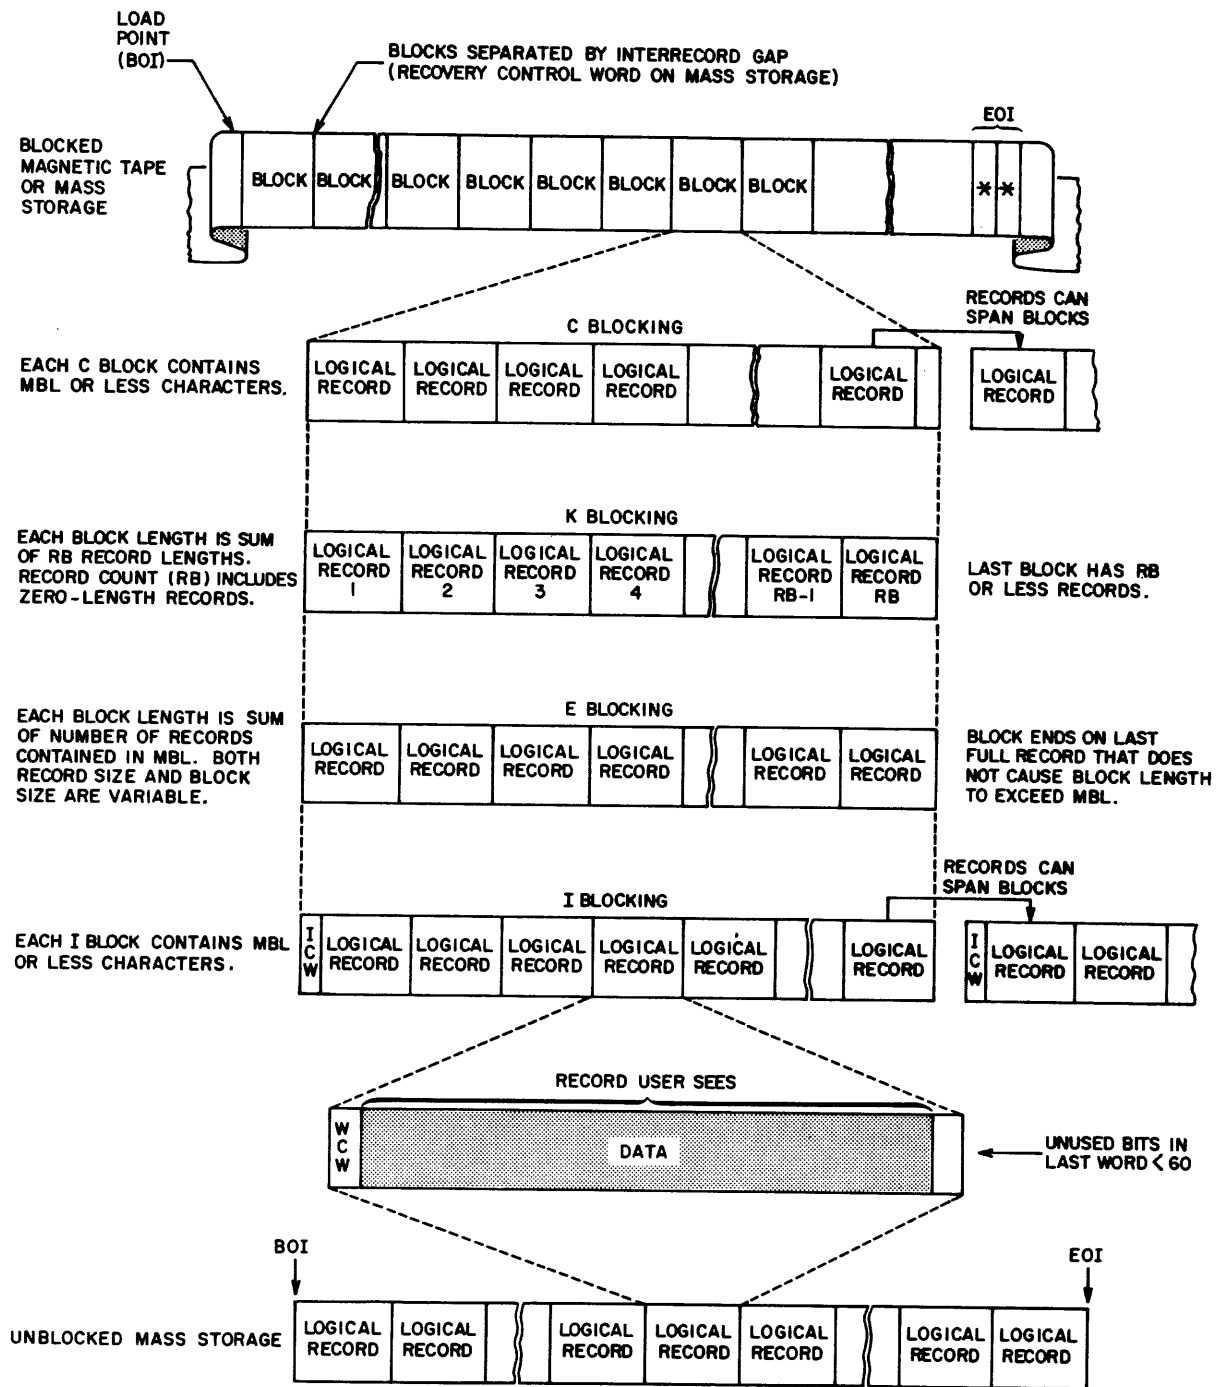 LOAD
POINT
(BOI)
BLOCKS SEPARATED BY INTERRECORD GAP
(RECOVERY CONTROL WORD ON MASS STORAGE)
EOI
BLOCKED
MAGNETIC TAPE
OR MASS
STORAGE
BLOCK BLOCK BLOCK BLOCK BLOCK BLOCK BLOCK BLOCK * *
RECORDS CAN
SPAN BLOCKS
C BLOCKING
EACH C BLOCK CONTAINS
MBL OR LESS CHARACTERS.
LOGICAL LOGICAL LOGICAL LOGICAL LOGICAL LOGICAL
RECORD RECORD RECORD RECORD RECORD RECORD
K BLOCKING
EACH BLOCK LENGTH IS SUM
OF RB RECORD LENGTHS.
RECORD COUNT (RB) INCLUDES
ZERO-LENGTH RECORDS.
LOGICAL LOGICAL LOGICAL LOGICAL LOGICAL LOGICAL
RECORD RECORD RECORD RECORD RECORD RECORD
1 2 3 4 RB-1 RB
LAST BLOCK HAS RB
OR LESS RECORDS.
E BLOCKING
EACH BLOCK LENGTH IS SUM
OF NUMBER OF RECORDS
CONTAINED IN MBL. BOTH
RECORD SIZE AND BLOCK
SIZE ARE VARIABLE.
LOGICAL LOGICAL LOGICAL LOGICAL LOGICAL LOGICAL
RECORD RECORD RECORD RECORD RECORD RECORD
BLOCK ENDS ON LAST
FULL RECORD THAT DOES
NOT CAUSE BLOCK LENGTH
TO EXCEED MBL.
RECORDS CAN
SPAN BLOCKS
I BLOCKING
EACH I BLOCK CONTAINS MBL
OR LESS CHARACTERS.
ICW
LOGICAL LOGICAL LOGICAL LOGICAL LOGICAL LOGICAL
RECORD RECORD RECORD RECORD RECORD RECORD
ICW
LOGICAL LOGICAL
RECORD RECORD
RECORD USER SEES
WCW
DATA
UNUSED BITS IN
LAST WORD < 60
BOI
EOI
UNBLOCKED MASS STORAGE
LOGICAL LOGICAL LOGICAL LOGICAL LOGICAL LOGICAL LOGICAL
RECORD RECORD RECORD RECORD RECORD RECORD RECORD